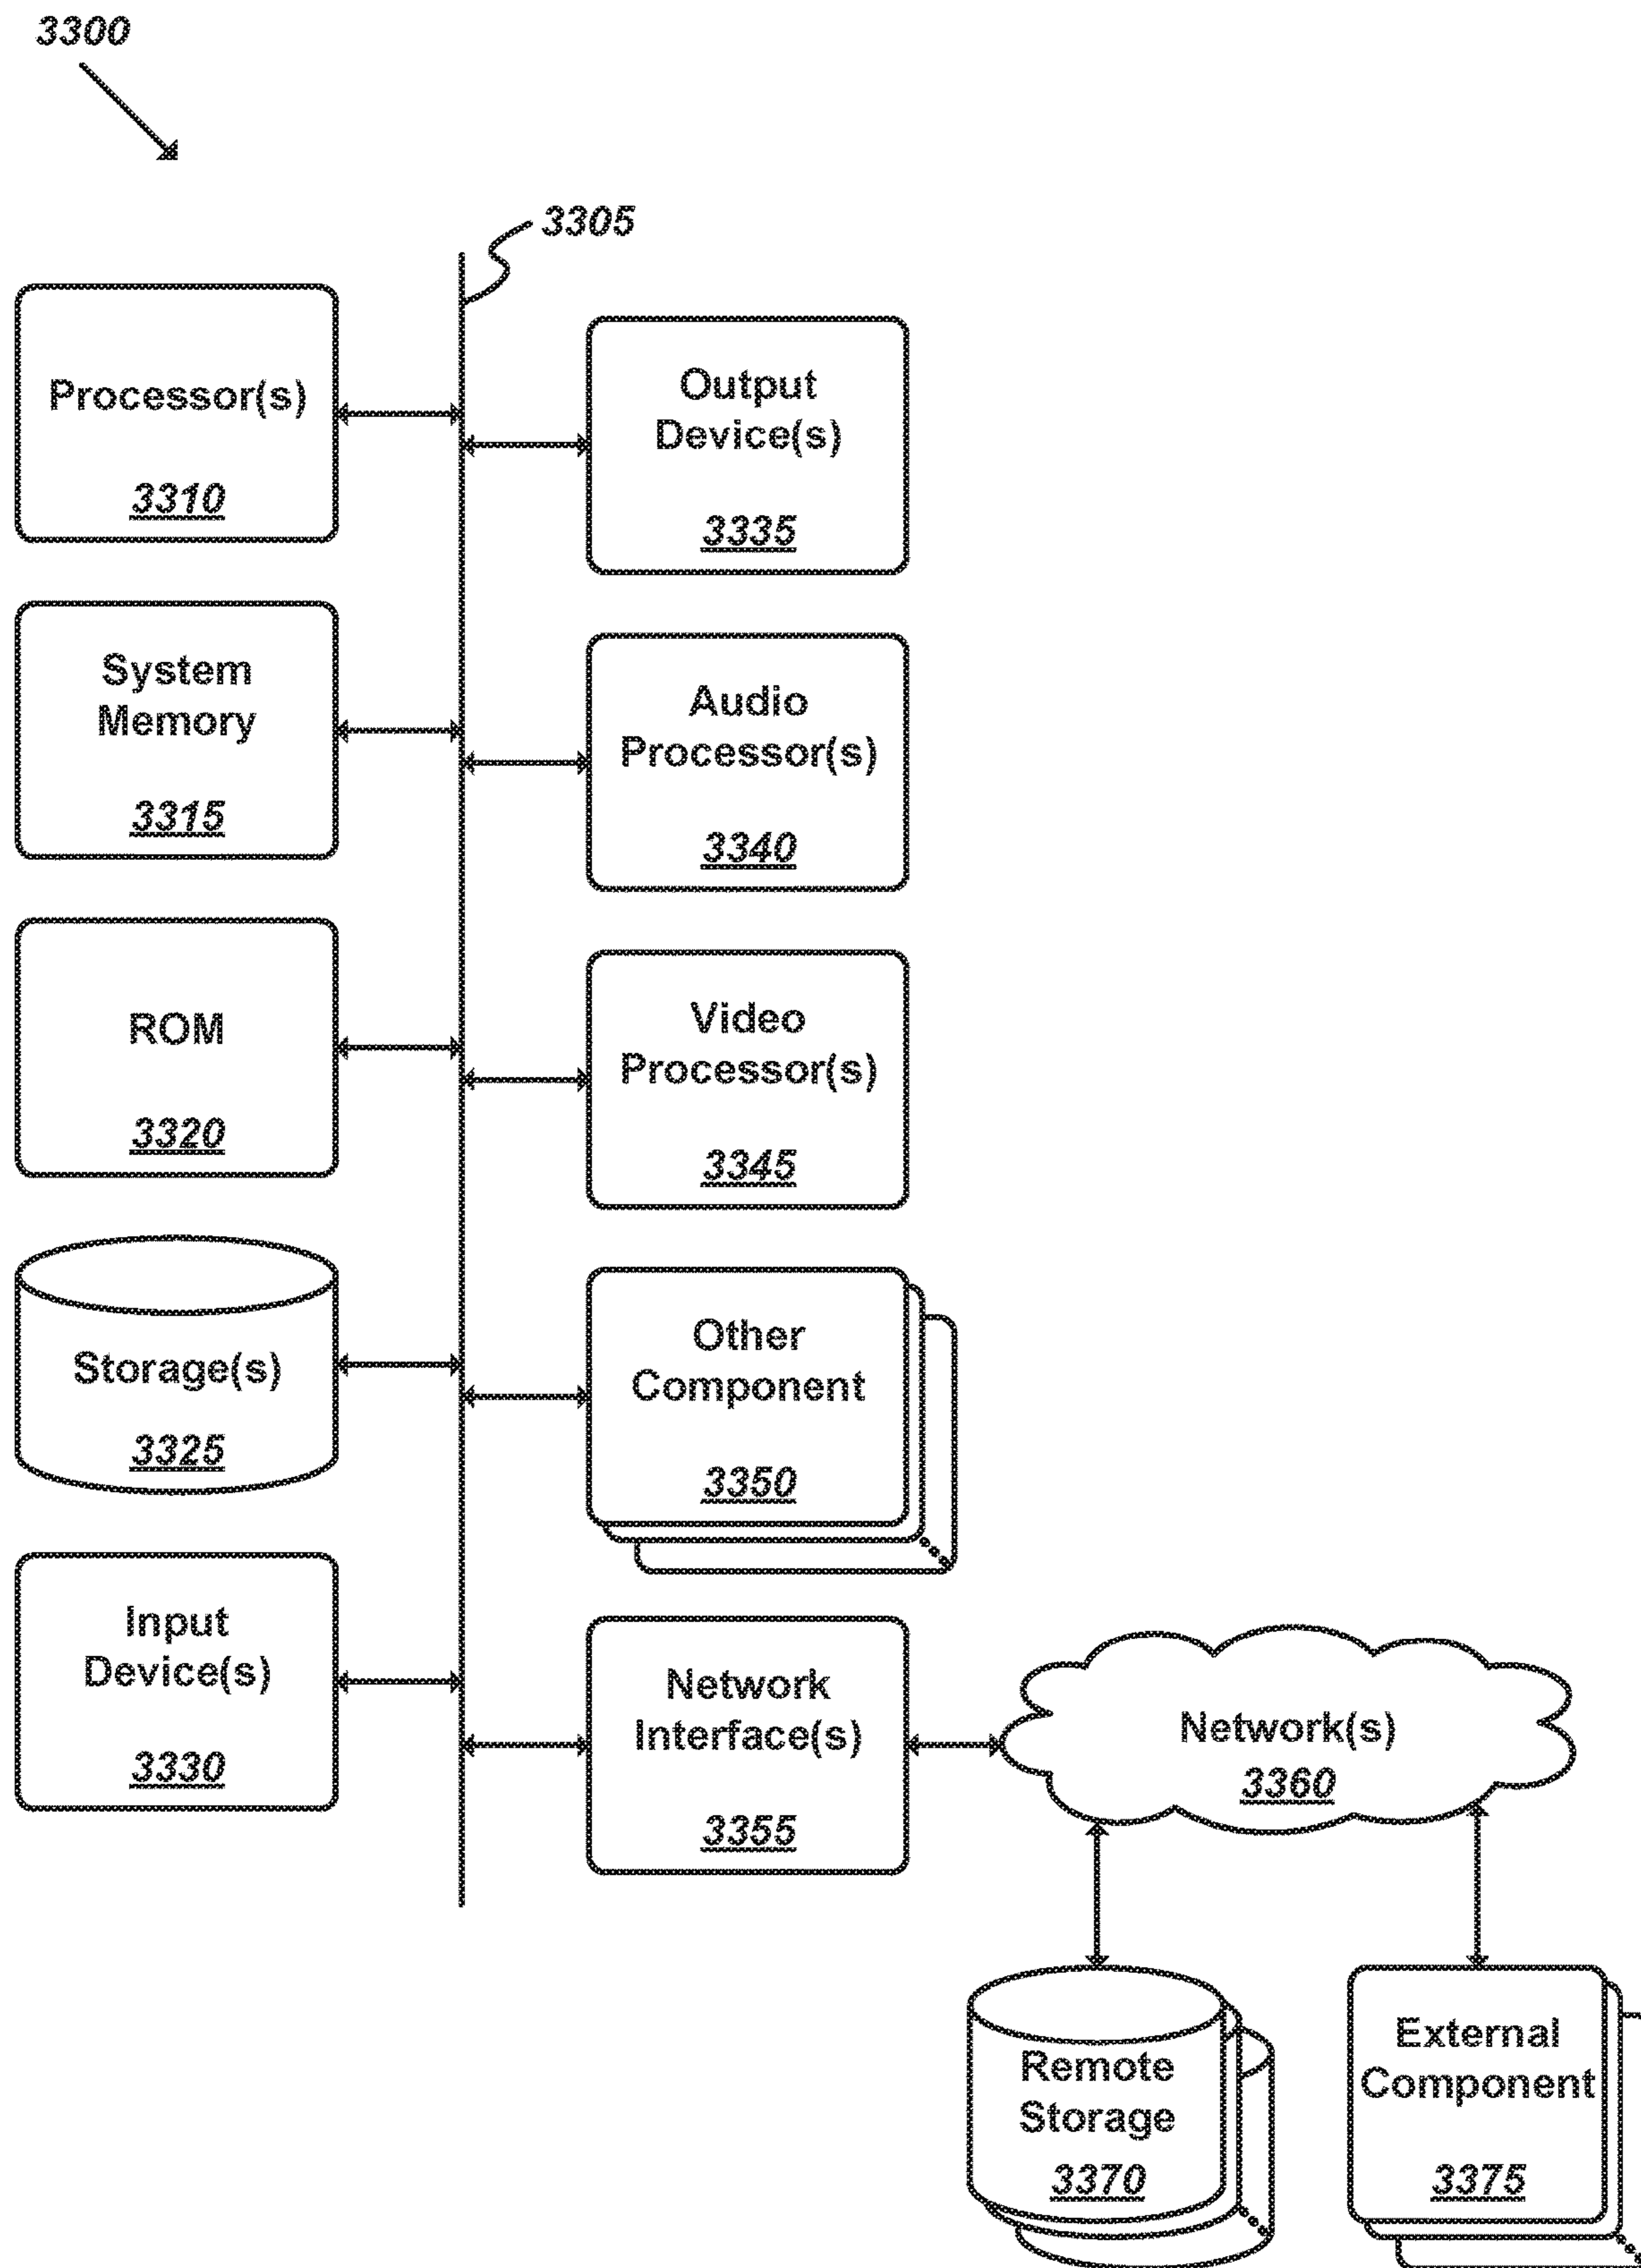 3300
3305
Processor(s)
3310
Output
Device(s)
3335
System
Memory
3315
Audio
Processor(s)
3340
ROM
3320
Video
Processor(s)
3345
Storage(s)
3325
Other
Component
3350
Input
Device(s)
3330
Network
Interface(s)
3355
Network(s)
3360
Remote
Storage
3370
External
Component
3375